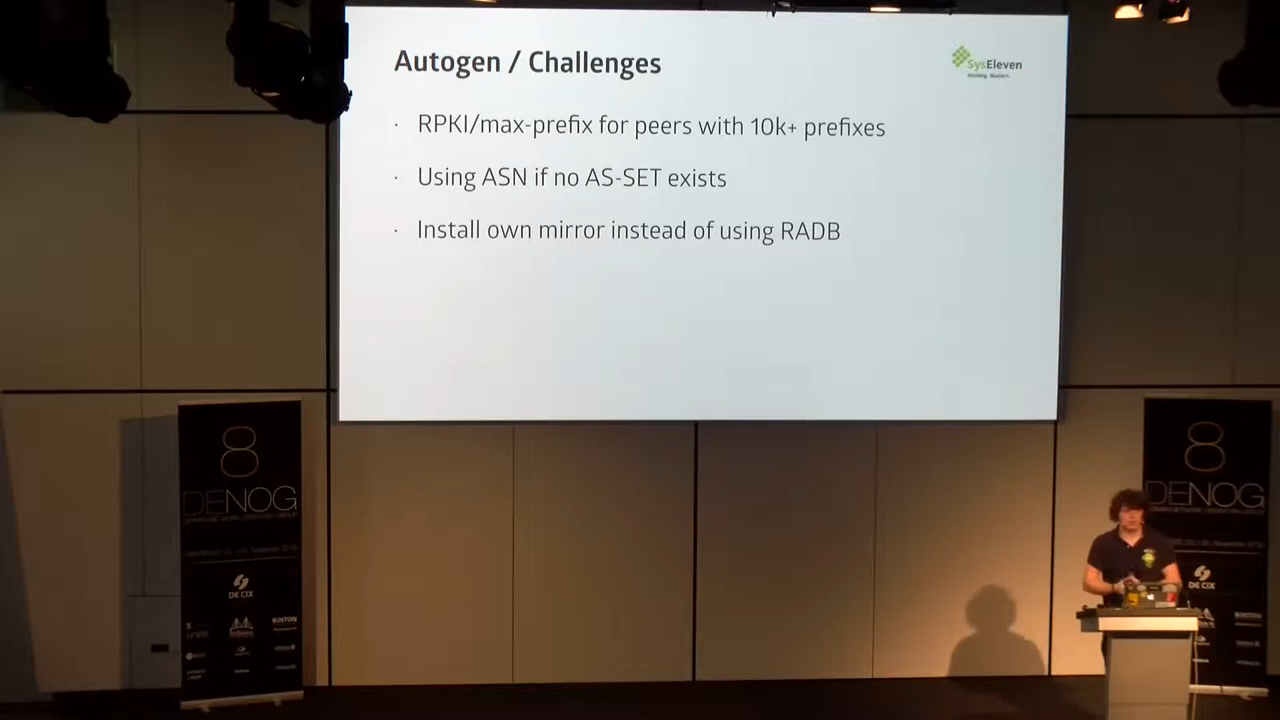 Autogen / Challenges
SysEleven
· RPKI/max-prefix for peers with 10k+ prefixes
· Using ASN if no AS-SET exists
· Install own mirror instead of using RADB
8
DENOG
DE CIX
BOSTON
8
DENOG
DE CIX